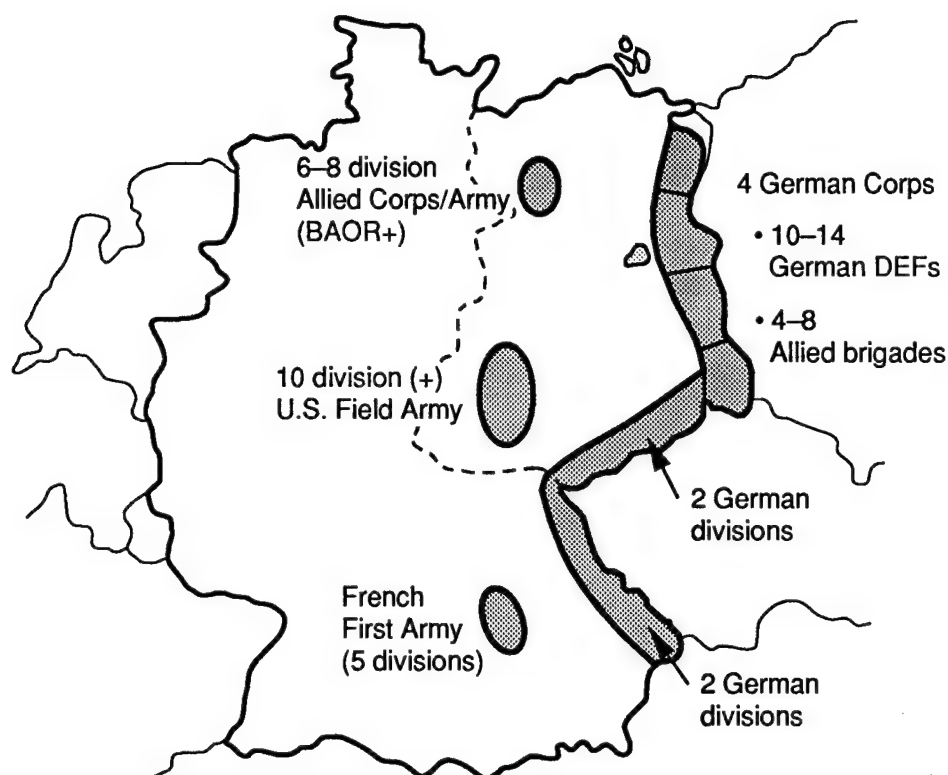 6–8 division
Allied Corps/Army
(BAOR+)
4 German Corps
• 10–14
German DEFs
• 4–8
Allied brigades
10 division (+)
U.S. Field Army
2 German
divisions
French
First Army
(5 divisions)
2 German
divisions